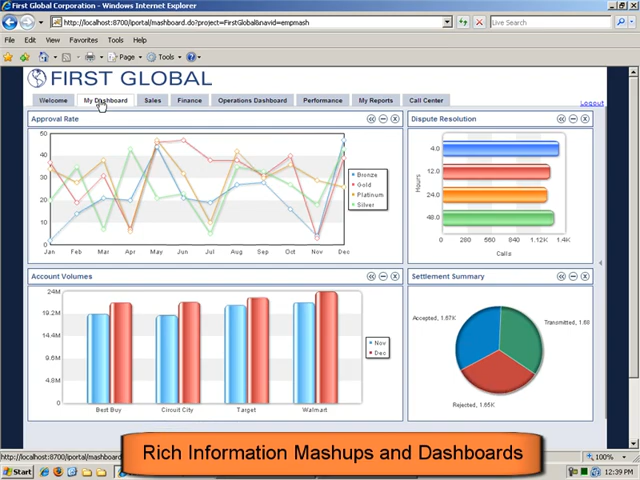 First Global Corporation - Windows Internet Explorer
http://localhost:8700/iportal/mashboard.do?project=FirstGlobal&navid=empmash
Live Search
File Edit View Favorites Tools Help
Page Tools
FIRST GLOBAL
Welcome My Dashboard Sales Finance Operations Dashboard Performance My Reports Call Center
Logout
Approval Rate
50
40
30
20
10
0
Jan Feb Mar Apr May Jun Jul Aug Sep Oct Nov Dec
Bronze
Gold
Platinum
Silver
Dispute Resolution
Hours
4.0
12.0
24.0
48.0
0 280 560 840 1.12K 1.4K
Calls
Account Volumes
24M
19.2M
14.4M
9.6M
4.8M
0
Best Buy Circuit City Target Walmart
Nov
Dec
Settlement Summary
Accepted, 1.67K
Transmitted, 1.68
Rejected, 1.65K
Rich Information Mashups and Dashboards
http://localhost:8700/iportal/mashboard
100%
Start
12:39 PM